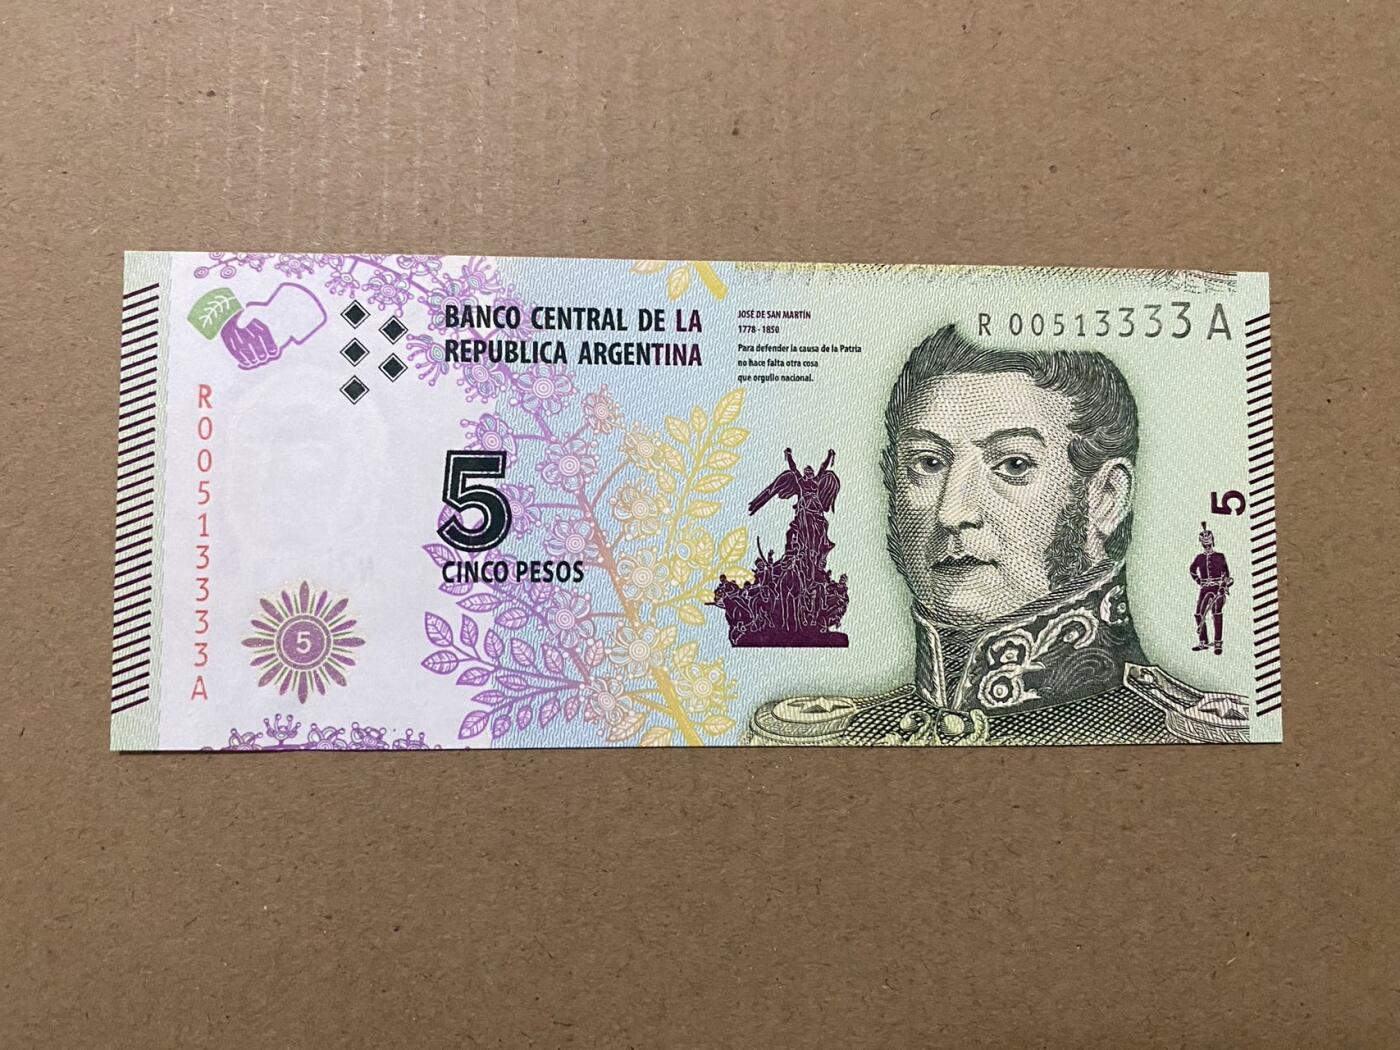 BANCO CENTRAL DE LA
REPUBLICA ARGENTINA
JOSÉ DE SAN MARTÍN
1778 - 1850
Para defender la causa de la Patria
no hace falta otra cosa
que orgullo nacional.
R 00513333 A
R00513333A
5
CINCO PESOS
5
5